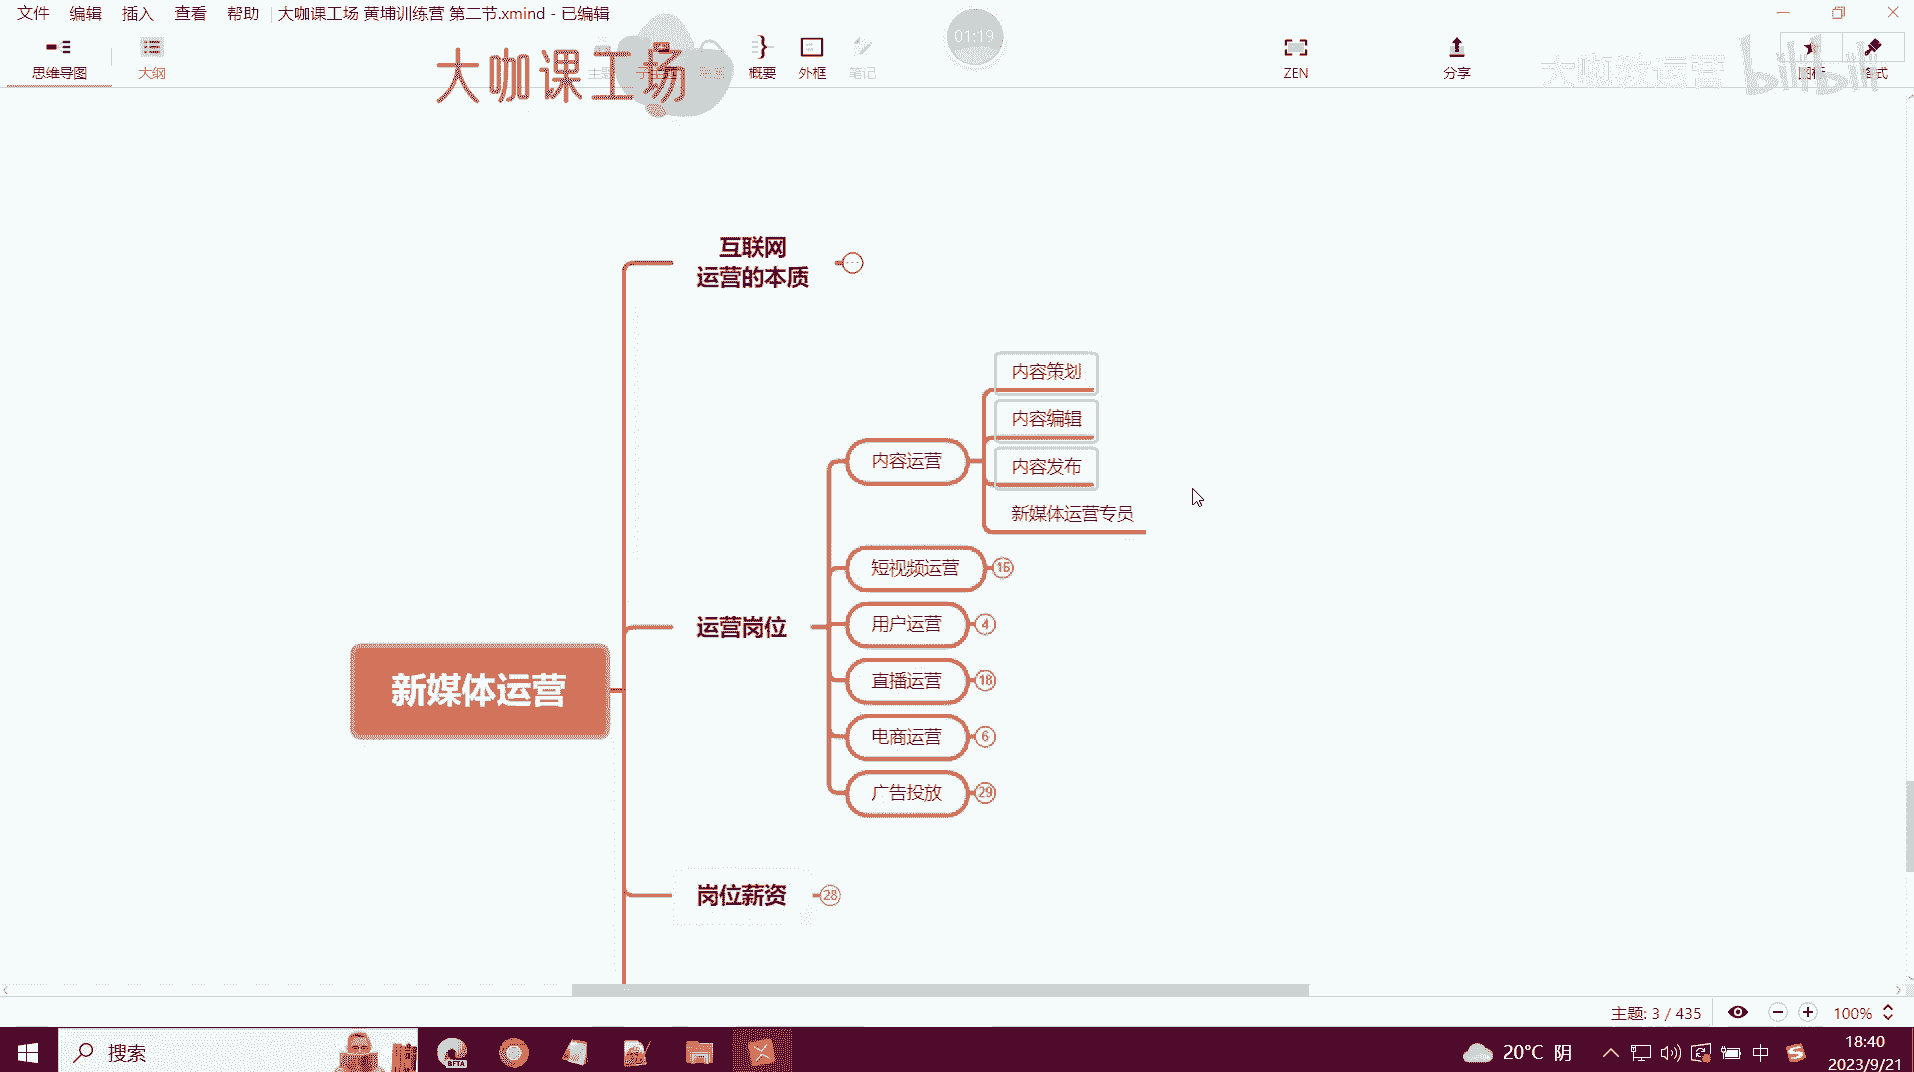 文件 编辑 插入 查看 帮助 大咖课工场 黄埔训练营 第二节.xmind - 已编辑
思维导图 大纲 概要 外框 笔记 ZEN 分享
大咖课工场
01:19
bilibili
互联网
运营的本质
内容策划
内容编辑
内容运营
内容发布
新媒体运营专员
短视频运营 16
用户运营 4
运营岗位
直播运营 18
新媒体运营
电商运营 6
广告投放 29
岗位薪资 28
主题: 3 / 435 100%
搜索
BETA
20°C 阴
中
18:40
2023/9/21